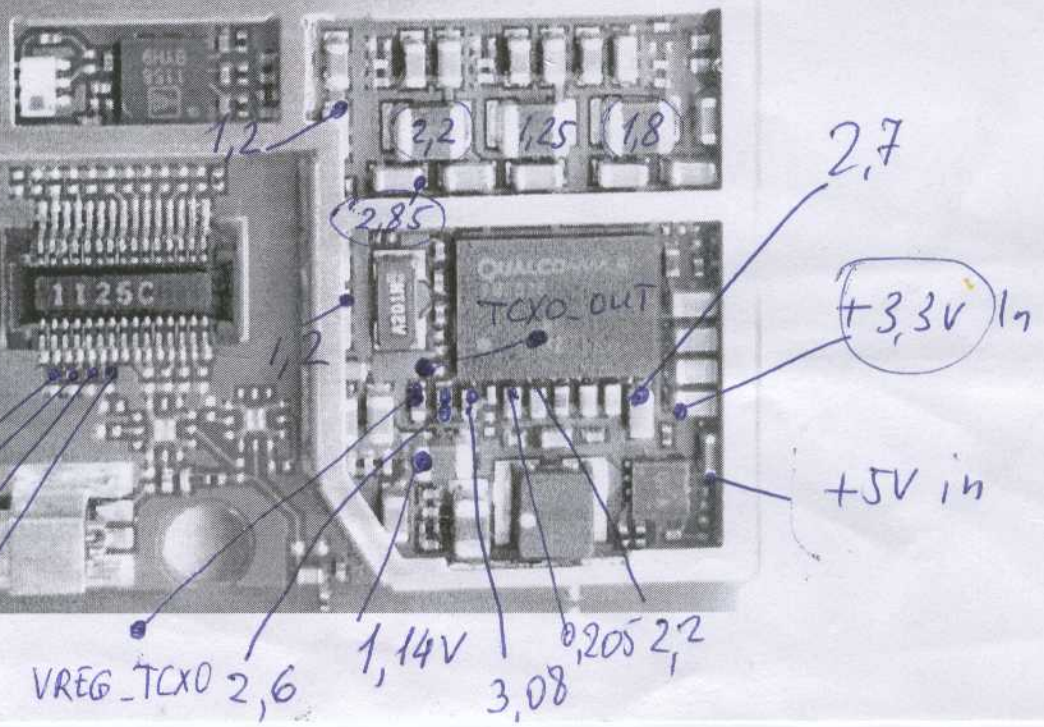 1,2
2,2
1,25
1,8
2,7
2,85
QUALCOMM
TCXO_OUT
A201
1125C
1,2
+3,3V In
+5V in
VREG_TCXO
2,6
1,14V
3,08
0,205
2,2